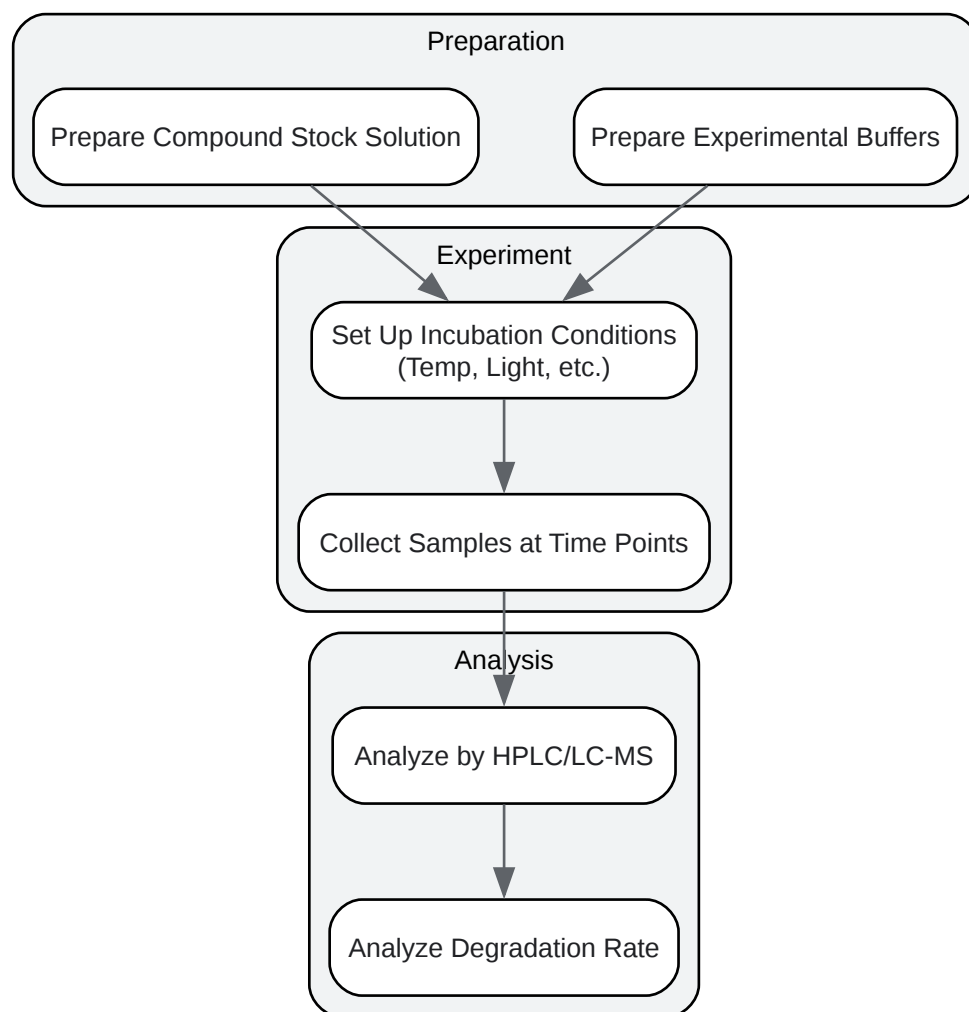 Preparation
Prepare Compound Stock Solution
Prepare Experimental Buffers
Experiment
Set Up Incubation Conditions
(Temp, Light, etc.)
Collect Samples at Time Points
Analysis
Analyze by HPLC/LC-MS
Analyze Degradation Rate